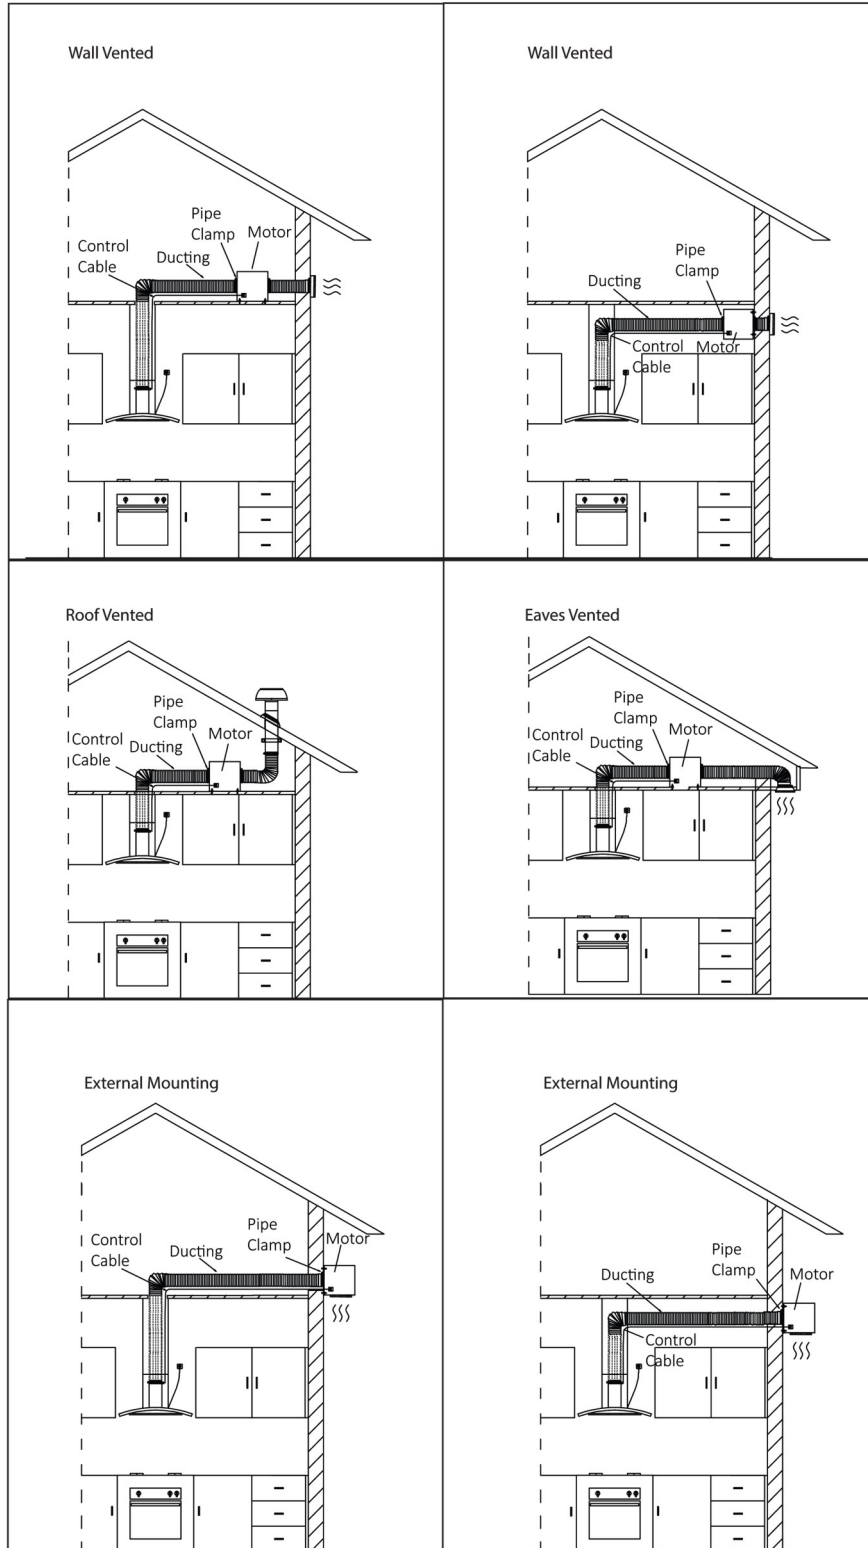 Wall Vented
Pipe
Clamp
Motor
Control
Cable
Ducting
Wall Vented
Pipe
Clamp
Ducting
Control
Cable
Motor
Roof Vented
Pipe
Clamp
Motor
Control
Cable
Ducting
Eaves Vented
Pipe
Clamp
Motor
Control
Cable
Ducting
External Mounting
Pipe
Clamp
Motor
Control
Cable
Ducting
External Mounting
Pipe
Clamp
Motor
Ducting
Control
Cable